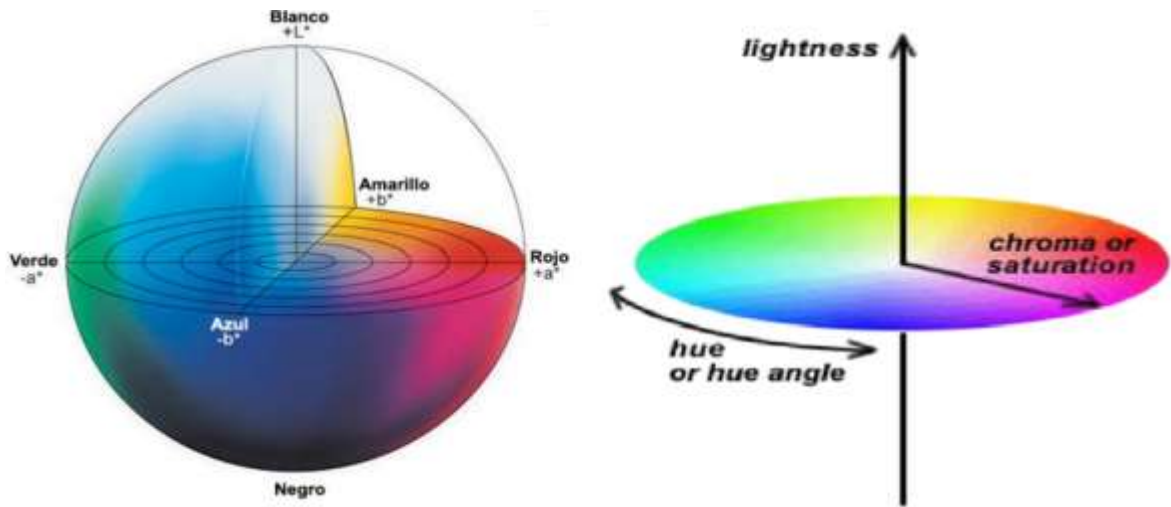 Blanco
+L*
Amarillo
+b*
Verde
-a*
Rojo
+a*
Azul
-b*
Negro
lightness
chroma or
saturation
hue
or hue angle